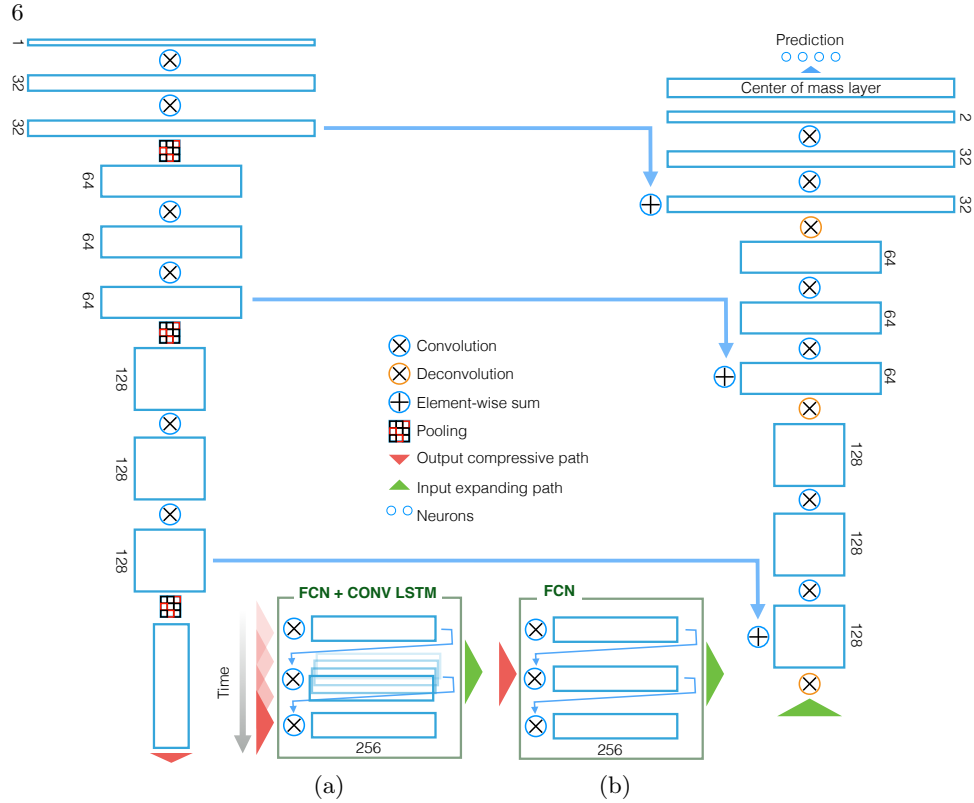 6
1
32
32
64
64
64
128
128
128
Prediction
Center of mass layer
2
32
32
64
64
64
128
128
128
Convolution
Deconvolution
Element-wise sum
Pooling
Output compressive path
Input expanding path
Neurons
Time
FCN + CONV LSTM
256
FCN
256
(a)
(b)